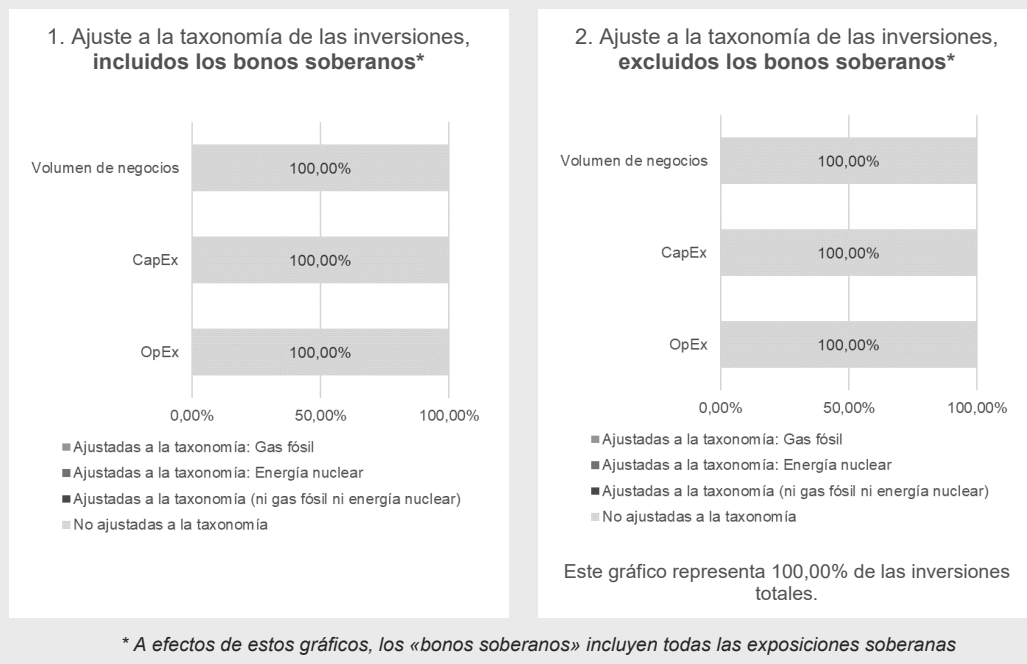 1. Ajuste a la taxonomía de las inversiones,
incluidos los bonos soberanos*
Volumen de negocios
100,00%
CapEx
100,00%
OpEx
100,00%
0,00%
50,00%
100,00%
Ajustadas a la taxonomía: Gas fósil
Ajustadas a la taxonomía: Energía nuclear
Ajustadas a la taxonomía (ni gas fósil ni energía nuclear)
No ajustadas a la taxonomía
2. Ajuste a la taxonomía de las inversiones,
excluidos los bonos soberanos*
Volumen de negocios
100,00%
CapEx
100,00%
OpEx
100,00%
0,00%
50,00%
100,00%
Ajustadas a la taxonomía: Gas fósil
Ajustadas a la taxonomía: Energía nuclear
Ajustadas a la taxonomía (ni gas fósil ni energía nuclear)
No ajustadas a la taxonomía
Este gráfico representa 100,00% de las inversiones
totales.
* A efectos de estos gráficos, los «bonos soberanos» incluyen todas las exposiciones soberanas